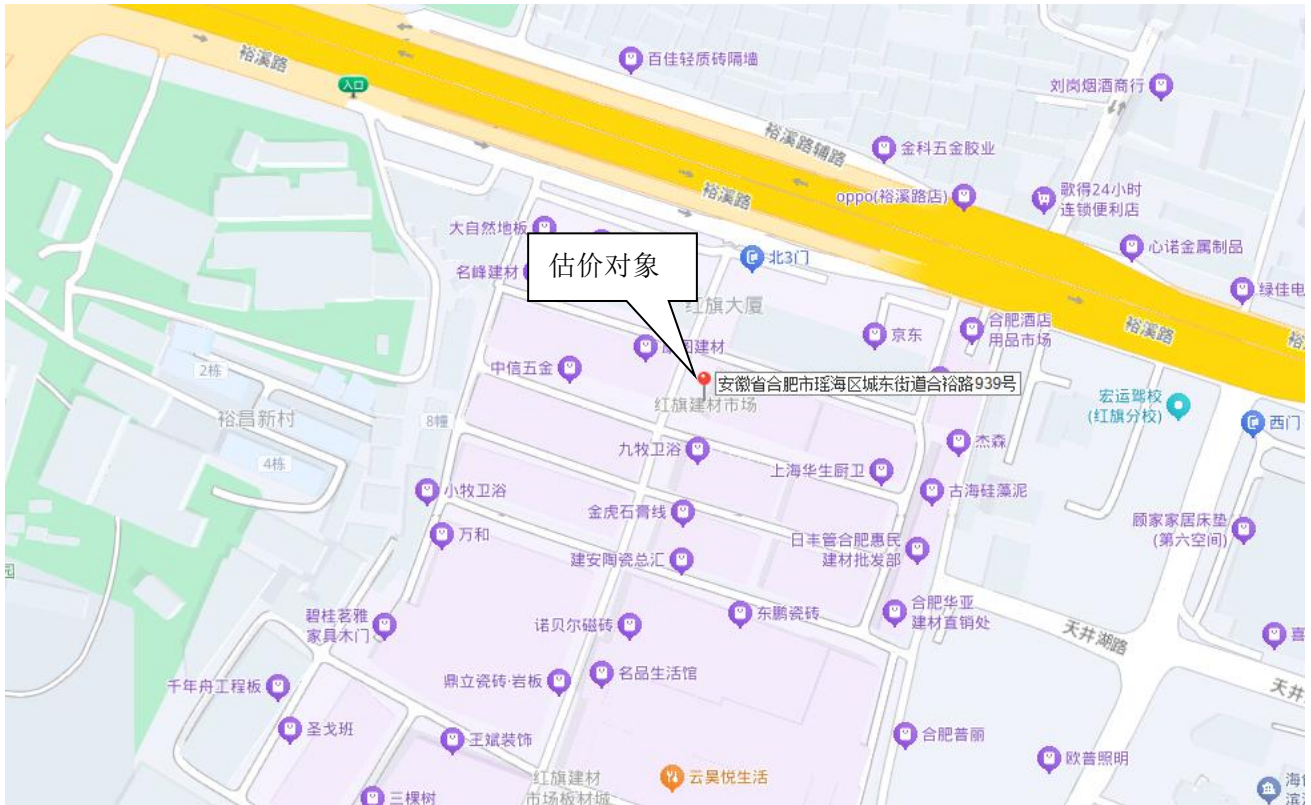 百佳轻质砖隔墙
裕溪路
刘岗烟酒商行
入口
裕溪路辅路
金科五金胶业
裕溪路
oppo(裕溪路店)
歌得24小时
连锁便利店
大自然地板
心诺金属制品
估价对象
北3门
名峰建材
绿佳电
红旗大厦
合肥酒店
用品市场
京东
裕溪路
建材
中信五金
2栋
安徽省合肥市瑶海区城东街道合裕路939号
宏运驾校
(红旗分校)
红旗建材市场
裕昌新村
8幢
西门
杰森
九牧卫浴
4栋
上海华生厨卫
小牧卫浴
古海硅藻泥
金虎石膏线
顾家家居床垫
(第六空间)
万和
日丰管合肥惠民
建材批发部
建安陶瓷总汇
园
碧桂茗雅
家具木门
诺贝尔磁砖
东鹏瓷砖
合肥华亚
建材直销处
天井湖路
喜
名品生活馆
千年舟工程板
鼎立瓷砖·岩板
天井
圣戈班
王斌装饰
合肥普丽
欧普照明
红旗建材
市场板材城
云昊悦生活
三棵树
海
滨